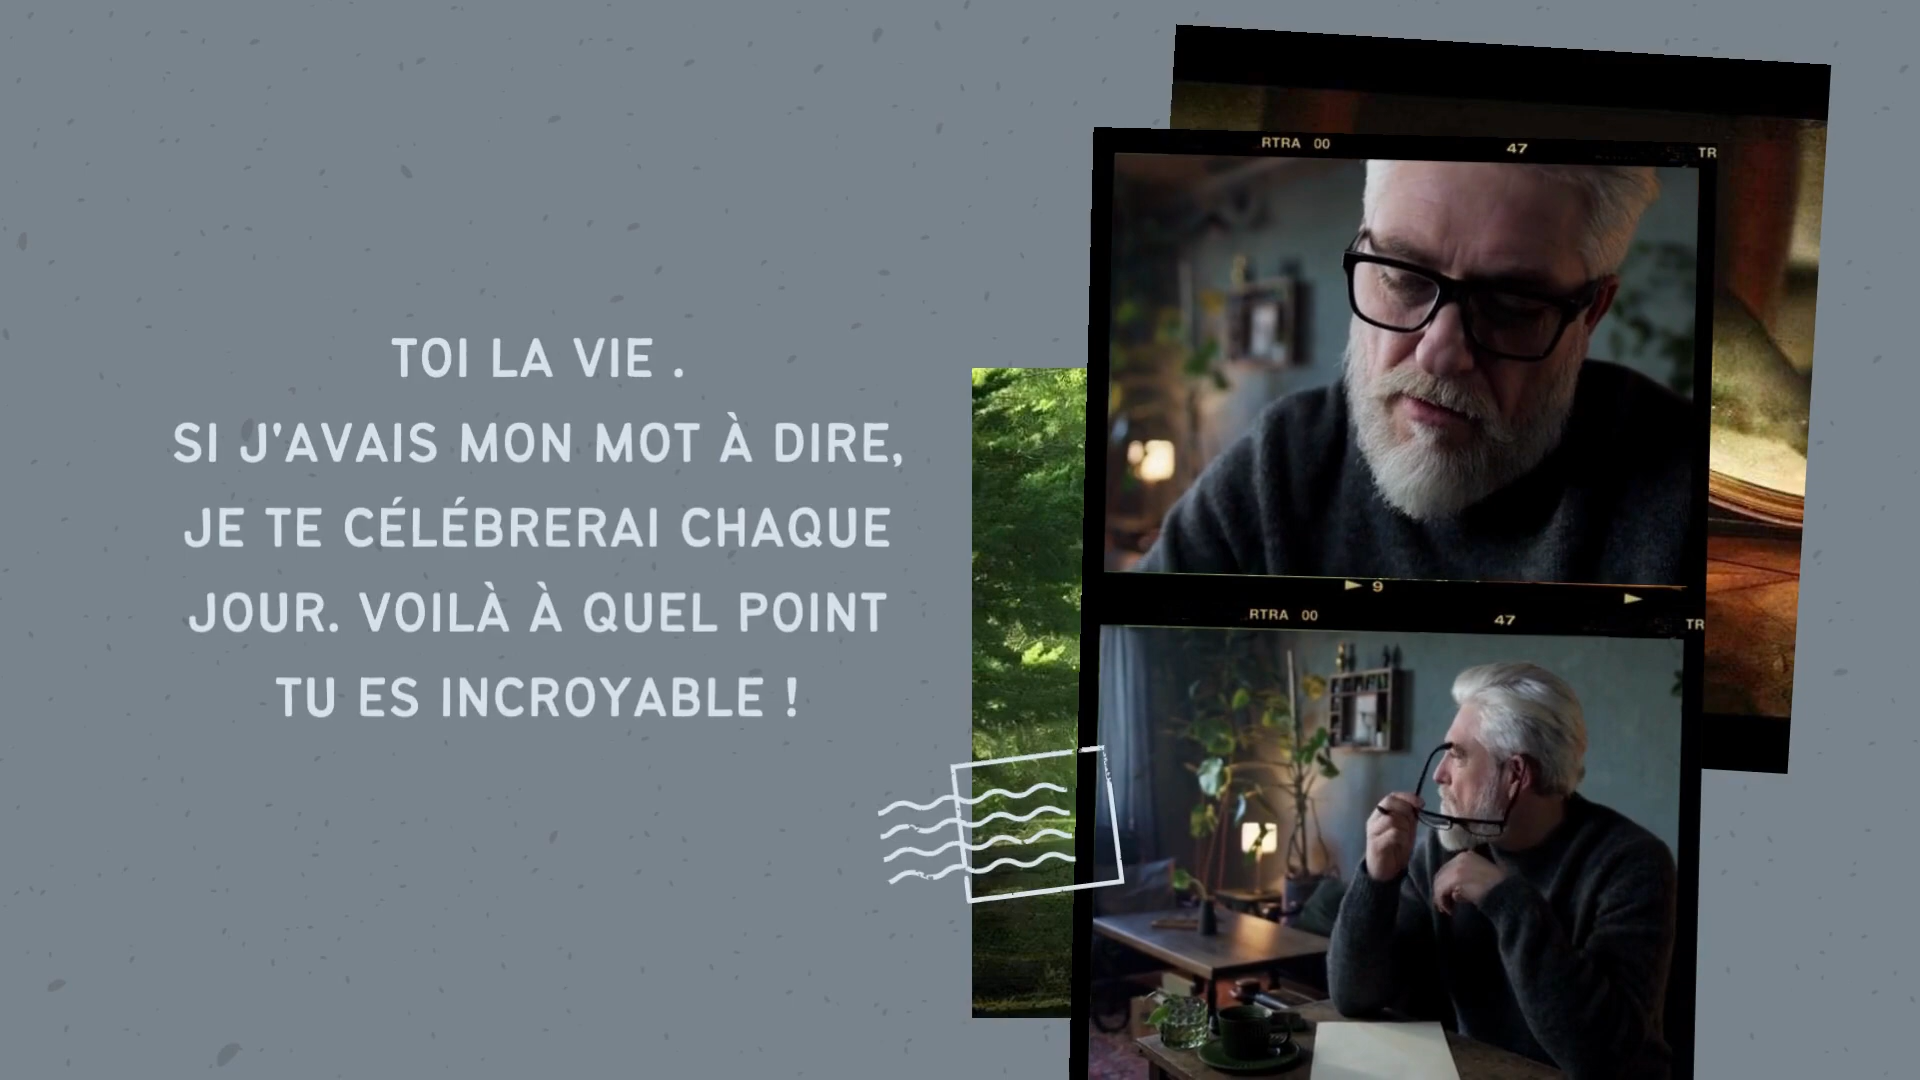 TOI LA VIE .
SI J'AVAIS MON MOT À DIRE,
JE TE CÉLÉBRERAI CHAQUE
JOUR. VOILÀ À QUEL POINT
TU ES INCROYABLE !
RTRA 00 47 TR
9
RTRA 00 47 TR